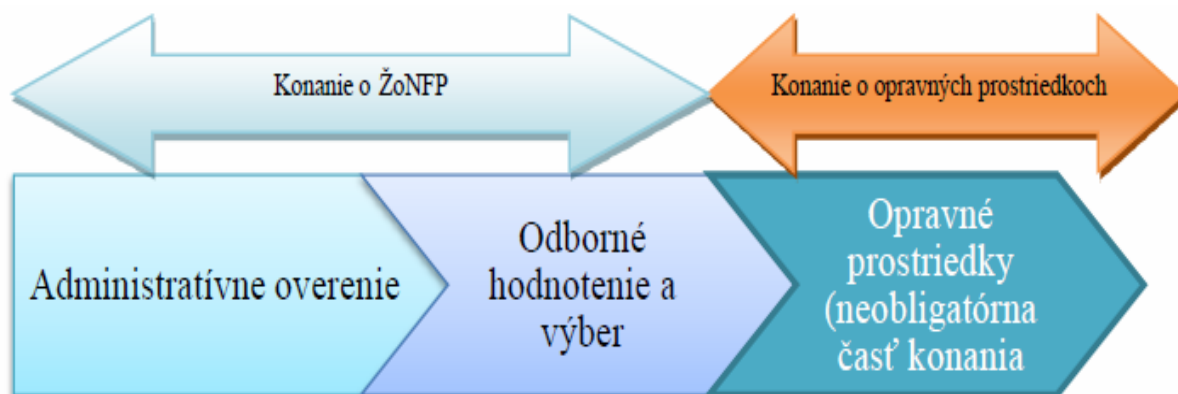 Konanie o ŽoNFP
Konanie o opravných prostriedkoch
Administratívne overenie
Odborné
hodnotenie a
výber
Opravné
prostriedky
(neobligatórna
časť konania